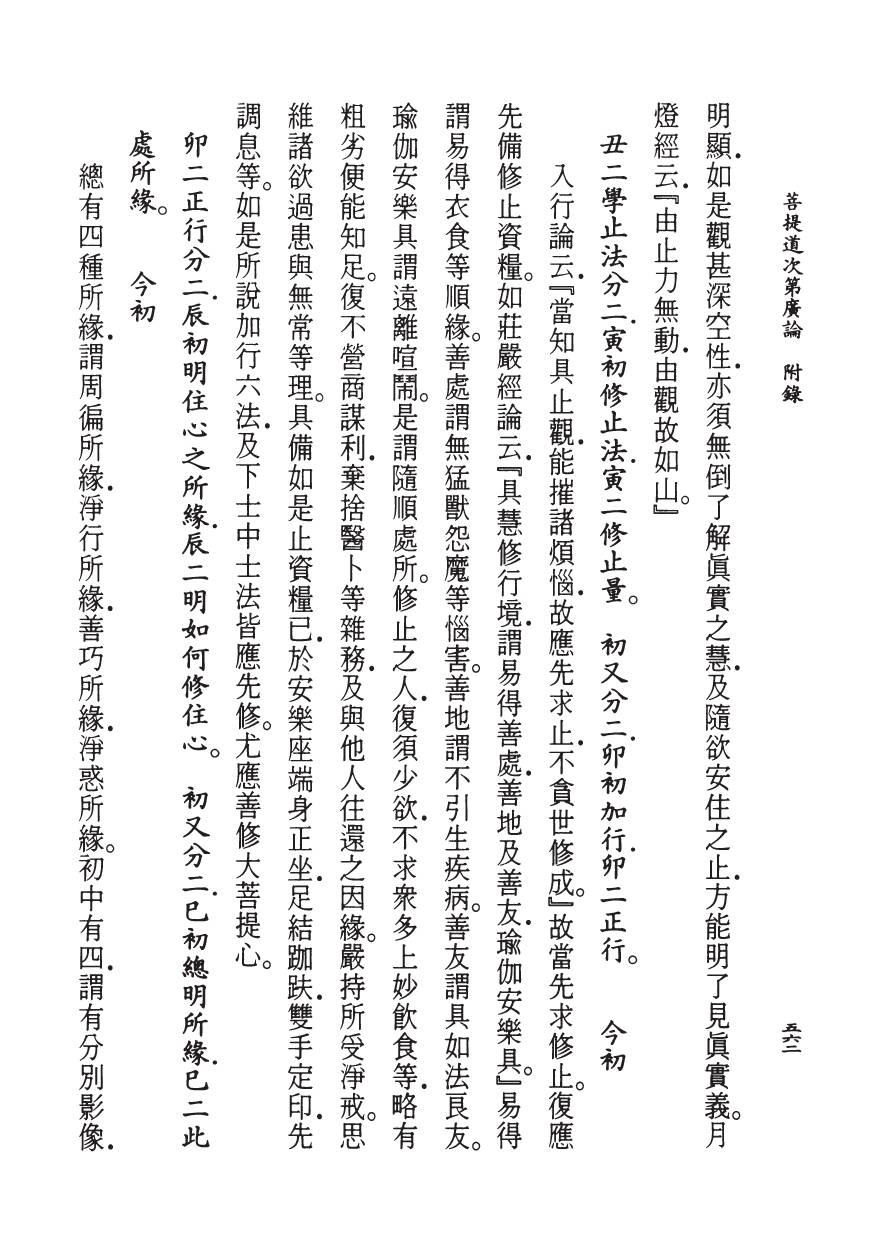 菩提道次第廣論　附錄
五六二
明顯．如是觀甚深空性．亦須無倒了解眞實之慧．及隨欲安住之止．方能明了見眞實義。月
燈經云．『由止力無動．由觀故如山。』
丑二學止法分二．寅初修止法．寅二修止量。　初又分二．卯初加行．卯二正行。　今初
入行論云．『當知具止觀．能摧諸煩惱．故應先求止．不貪世修成。』故當先求修止。復應
先備修止資糧。如莊嚴經論云．『具慧修行境．謂易得善處．善地及善友．瑜伽安樂具。』易得
謂易得衣食等順緣。善處謂無猛獸怨魔等惱害。善地謂不引生疾病。善友謂具如法良友。
瑜伽安樂具謂遠離喧鬧。是謂隨順處所。修止之人．復須少欲．不求衆多上妙飲食等．略有
粗劣便能知足。復不營商謀利．棄捨醫卜等雜務．及與他人往還之因緣。嚴持所受淨戒。思
維諸欲過患與無常等理。具備如是止資糧已．於安樂座端身正坐．足結跏趺．雙手定印．先
調息等。如是所說加行六法．及下士中士法皆應先修。尤應善修大菩提心。
卯二正行分二．辰初明住心之所緣．辰二明如何修住心。　初又分二．巳初總明所緣．巳二此
處所緣。　今初
總有四種所緣．謂周徧所緣．淨行所緣．善巧所緣．淨惑所緣。初中有四．謂有分別影像．